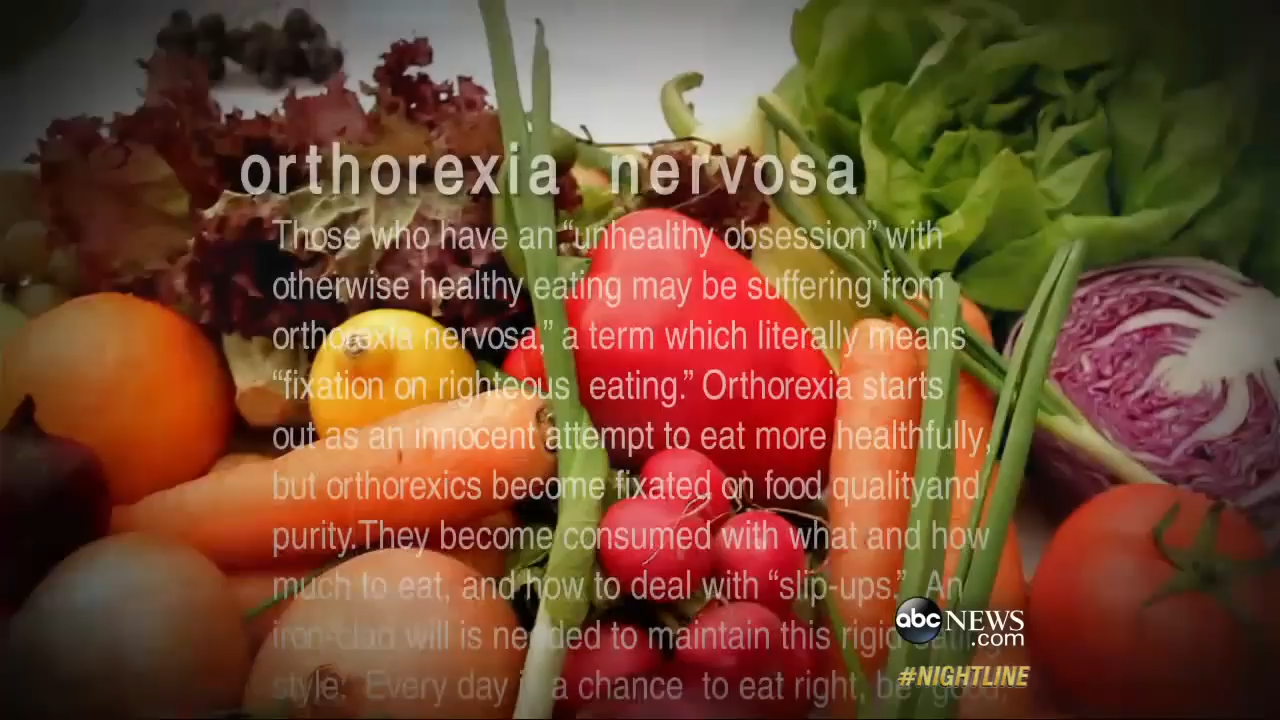 orthorexia nervosa
Those who have an “unhealthy obsession” with
otherwise healthy eating may be suffering from
orthorexia nervosa,” a term which literally means
“fixation on righteous eating.” Orthorexia starts
out as an innocent attempt to eat more healthfully,
but orthorexics become fixated on food qualityand
purity.They become consumed with what and how
much to eat, and how to deal with “slip-ups.” An
iron-clad will is needed to maintain this rigid
style. Every day is a chance to eat right, be “good,
abc NEWS
.com
#NIGHTLINE